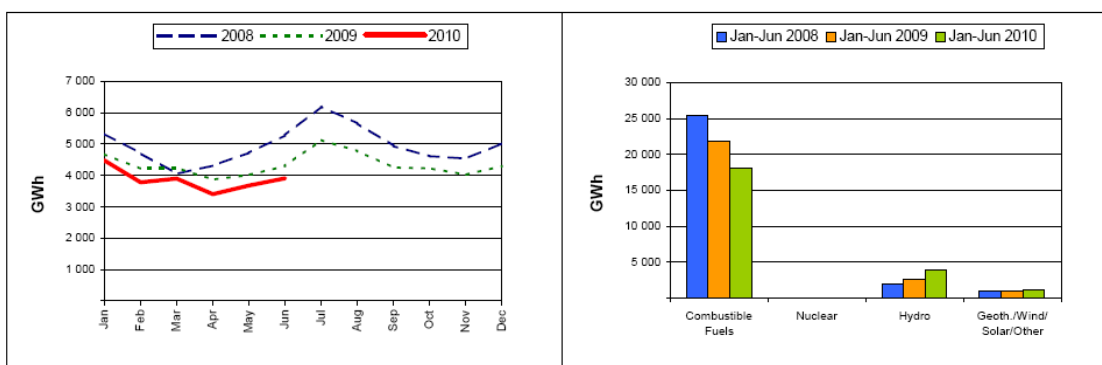 2008 2009 2010
7 000
6 000
5 000
4 000
3 000
2 000
1 000
GWh
Jan Feb Mar Apr May Jun Jul Aug Sep Oct Nov Dec
Jan-Jun 2008 Jan-Jun 2009 Jan-Jun 2010
30 000
25 000
20 000
15 000
10 000
5 000
GWh
Combustible Nuclear Hydro Geoth./Wind/
Fuels Solar/Other